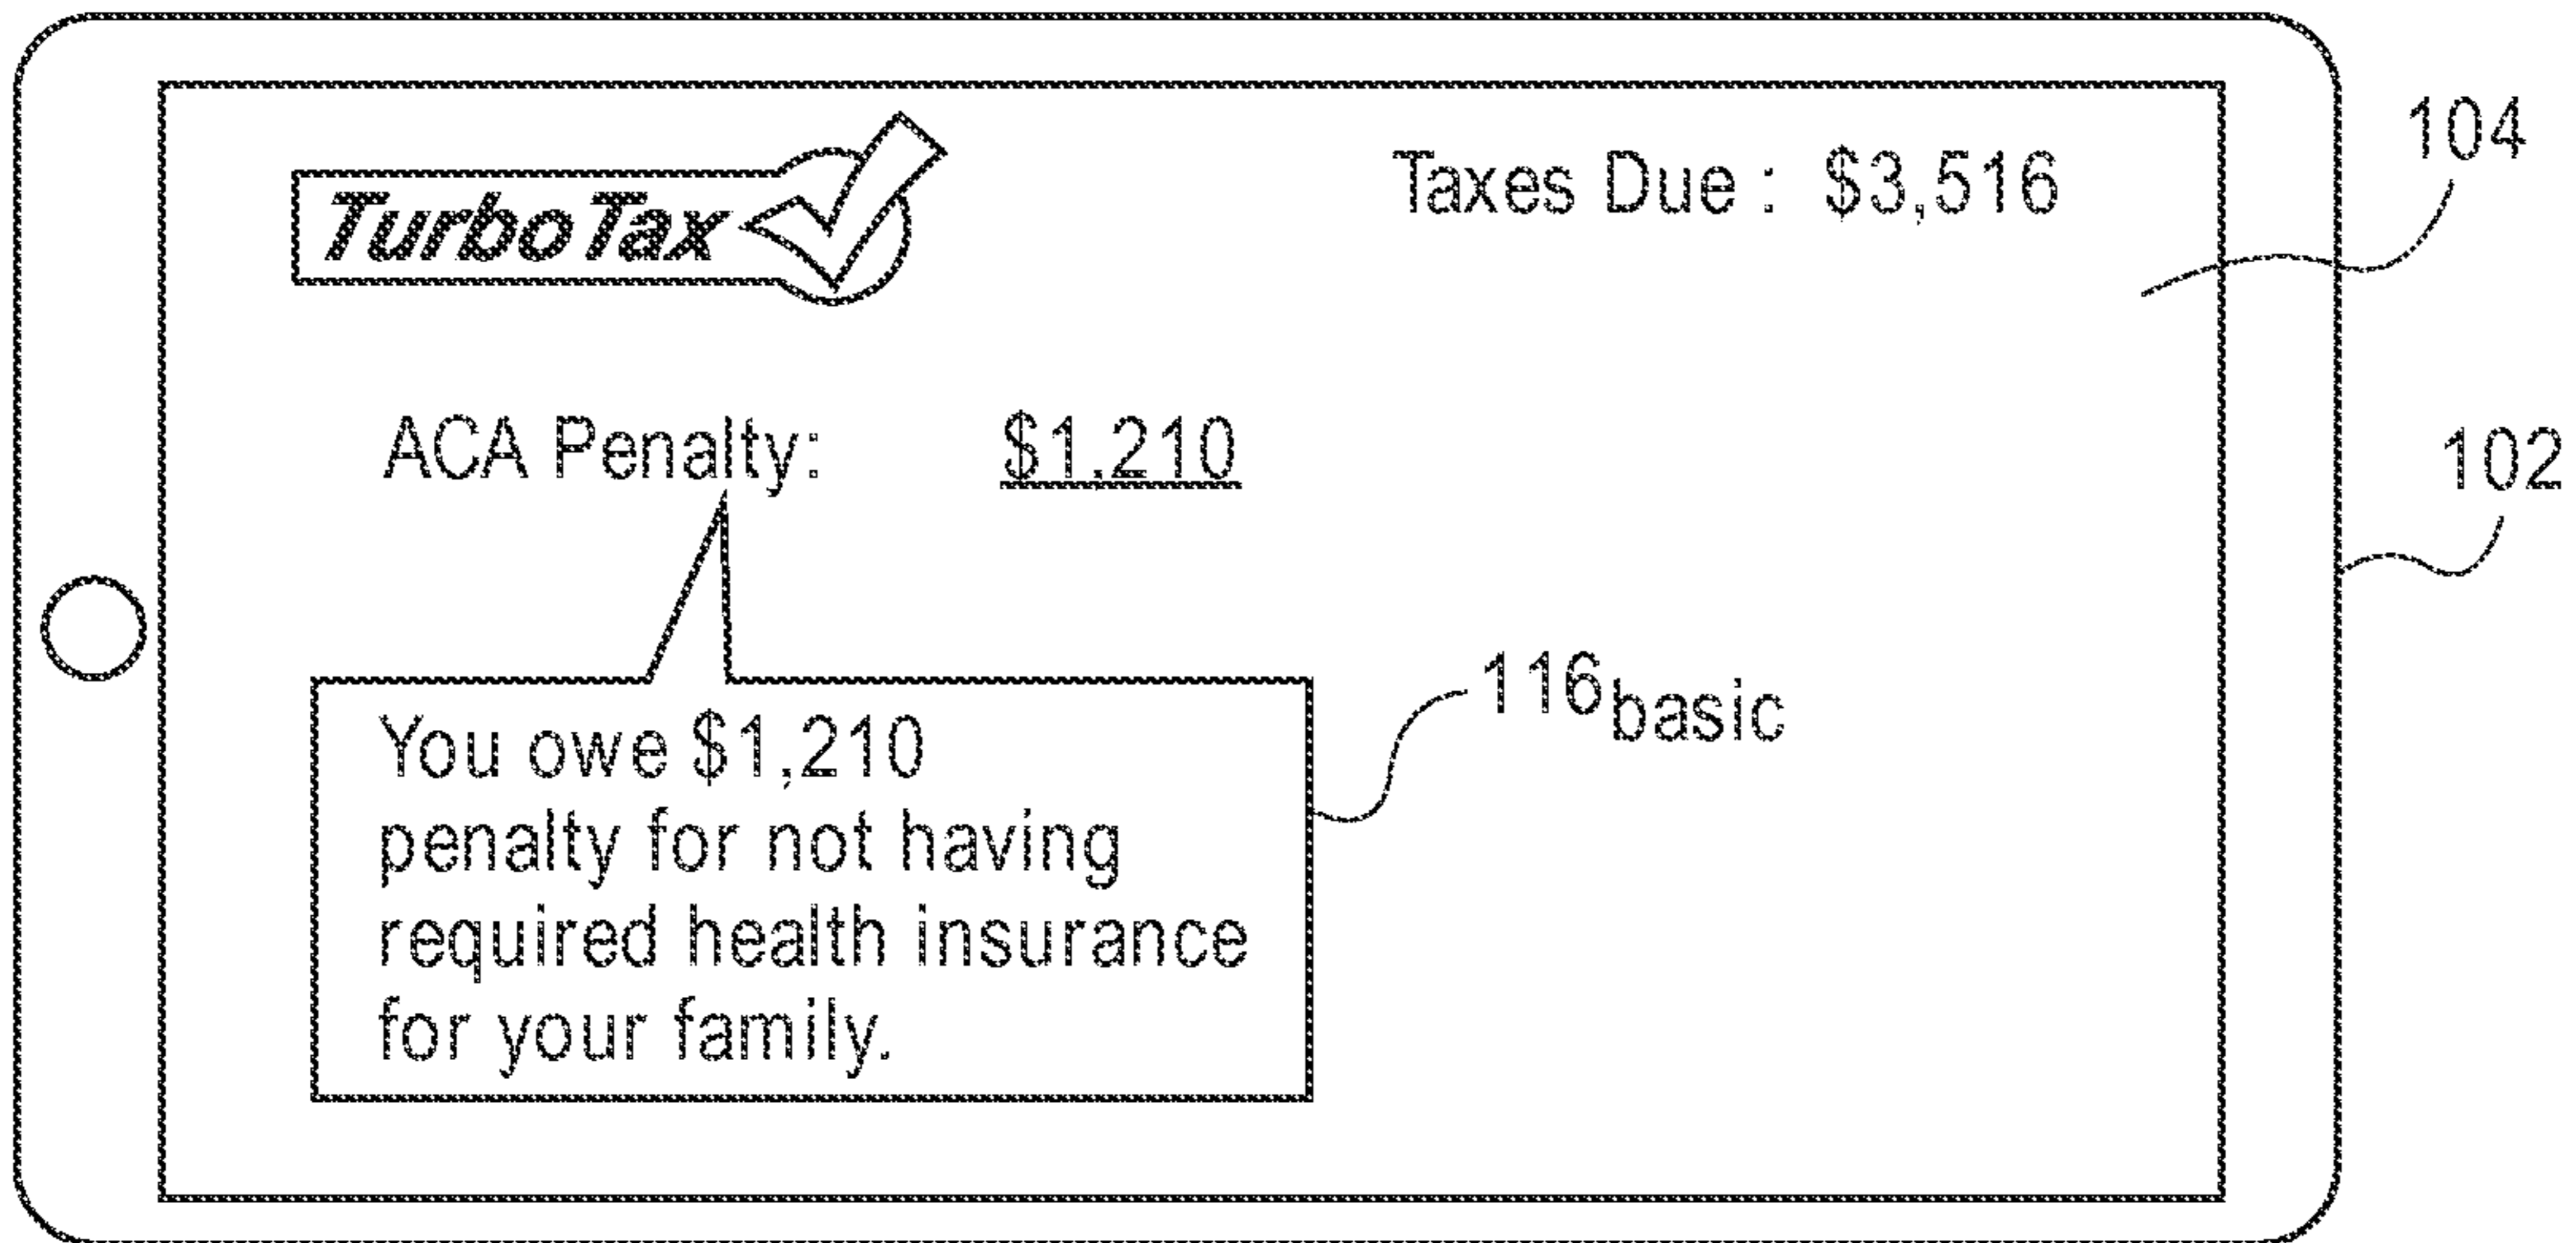 TurboTax
Taxes Due : $3,516
104
ACA Penalty: $1,210
102
116basic
You owe $1,210
penalty for not having
required health insurance
for your family.